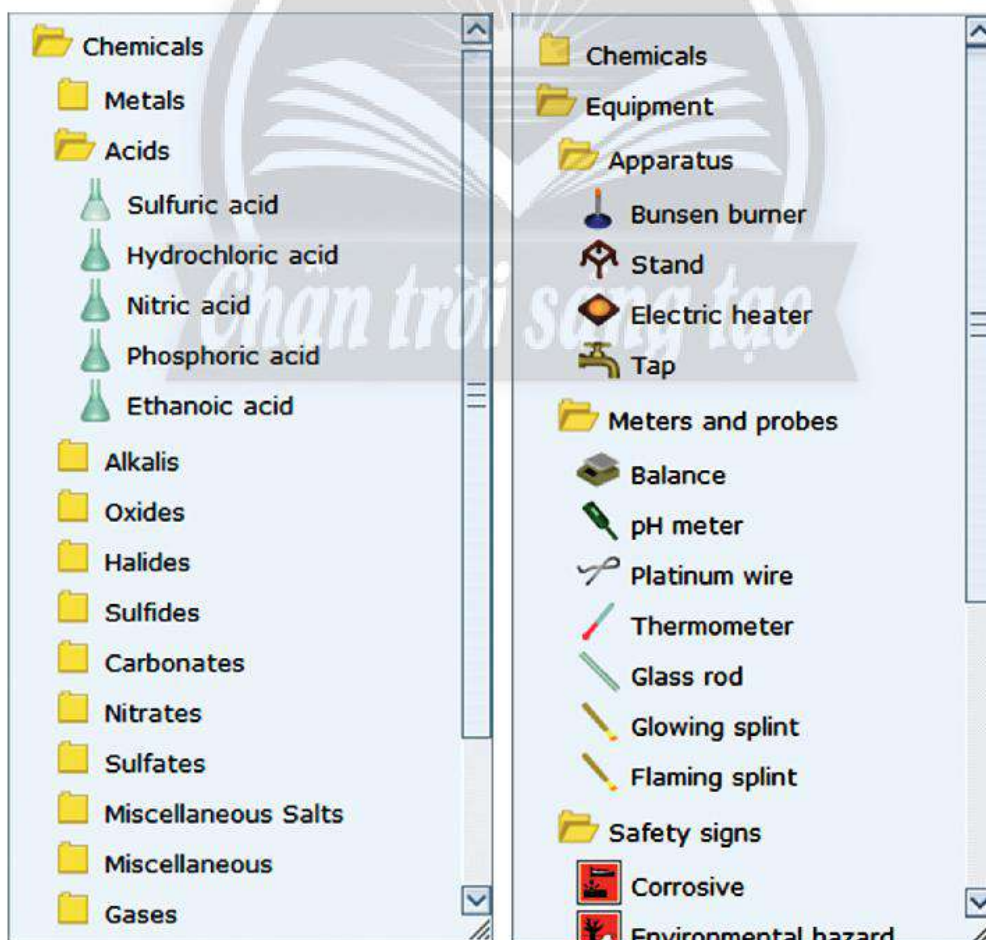 Chemicals
Metals
Acids
Sulfuric acid
Hydrochloric acid
Nitric acid
Phosphoric acid
Ethanoic acid
Alkalis
Oxides
Halides
Sulfides
Carbonates
Nitrates
Sulfates
Miscellaneous Salts
Miscellaneous
Gases
Chemicals
Equipment
Apparatus
Bunsen burner
Stand
Electric heater
Tap
Meters and probes
Balance
pH meter
Platinum wire
Thermometer
Glass rod
Glowing splint
Flaming splint
Safety signs
Corrosive
Environmental hazard
Chân trời sáng tạo